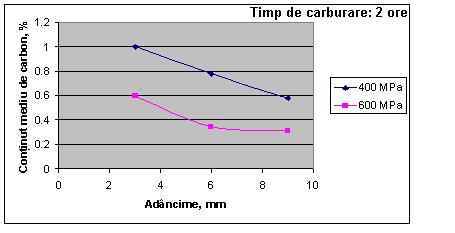 Timp de carburare: 2 ore
Continut mediu de carbon, %
1.2
1
0.8
0.6
0.4
0.2
0
0 2 4 6 8 10
Adâncime, mm
400 MPa
600 MPa